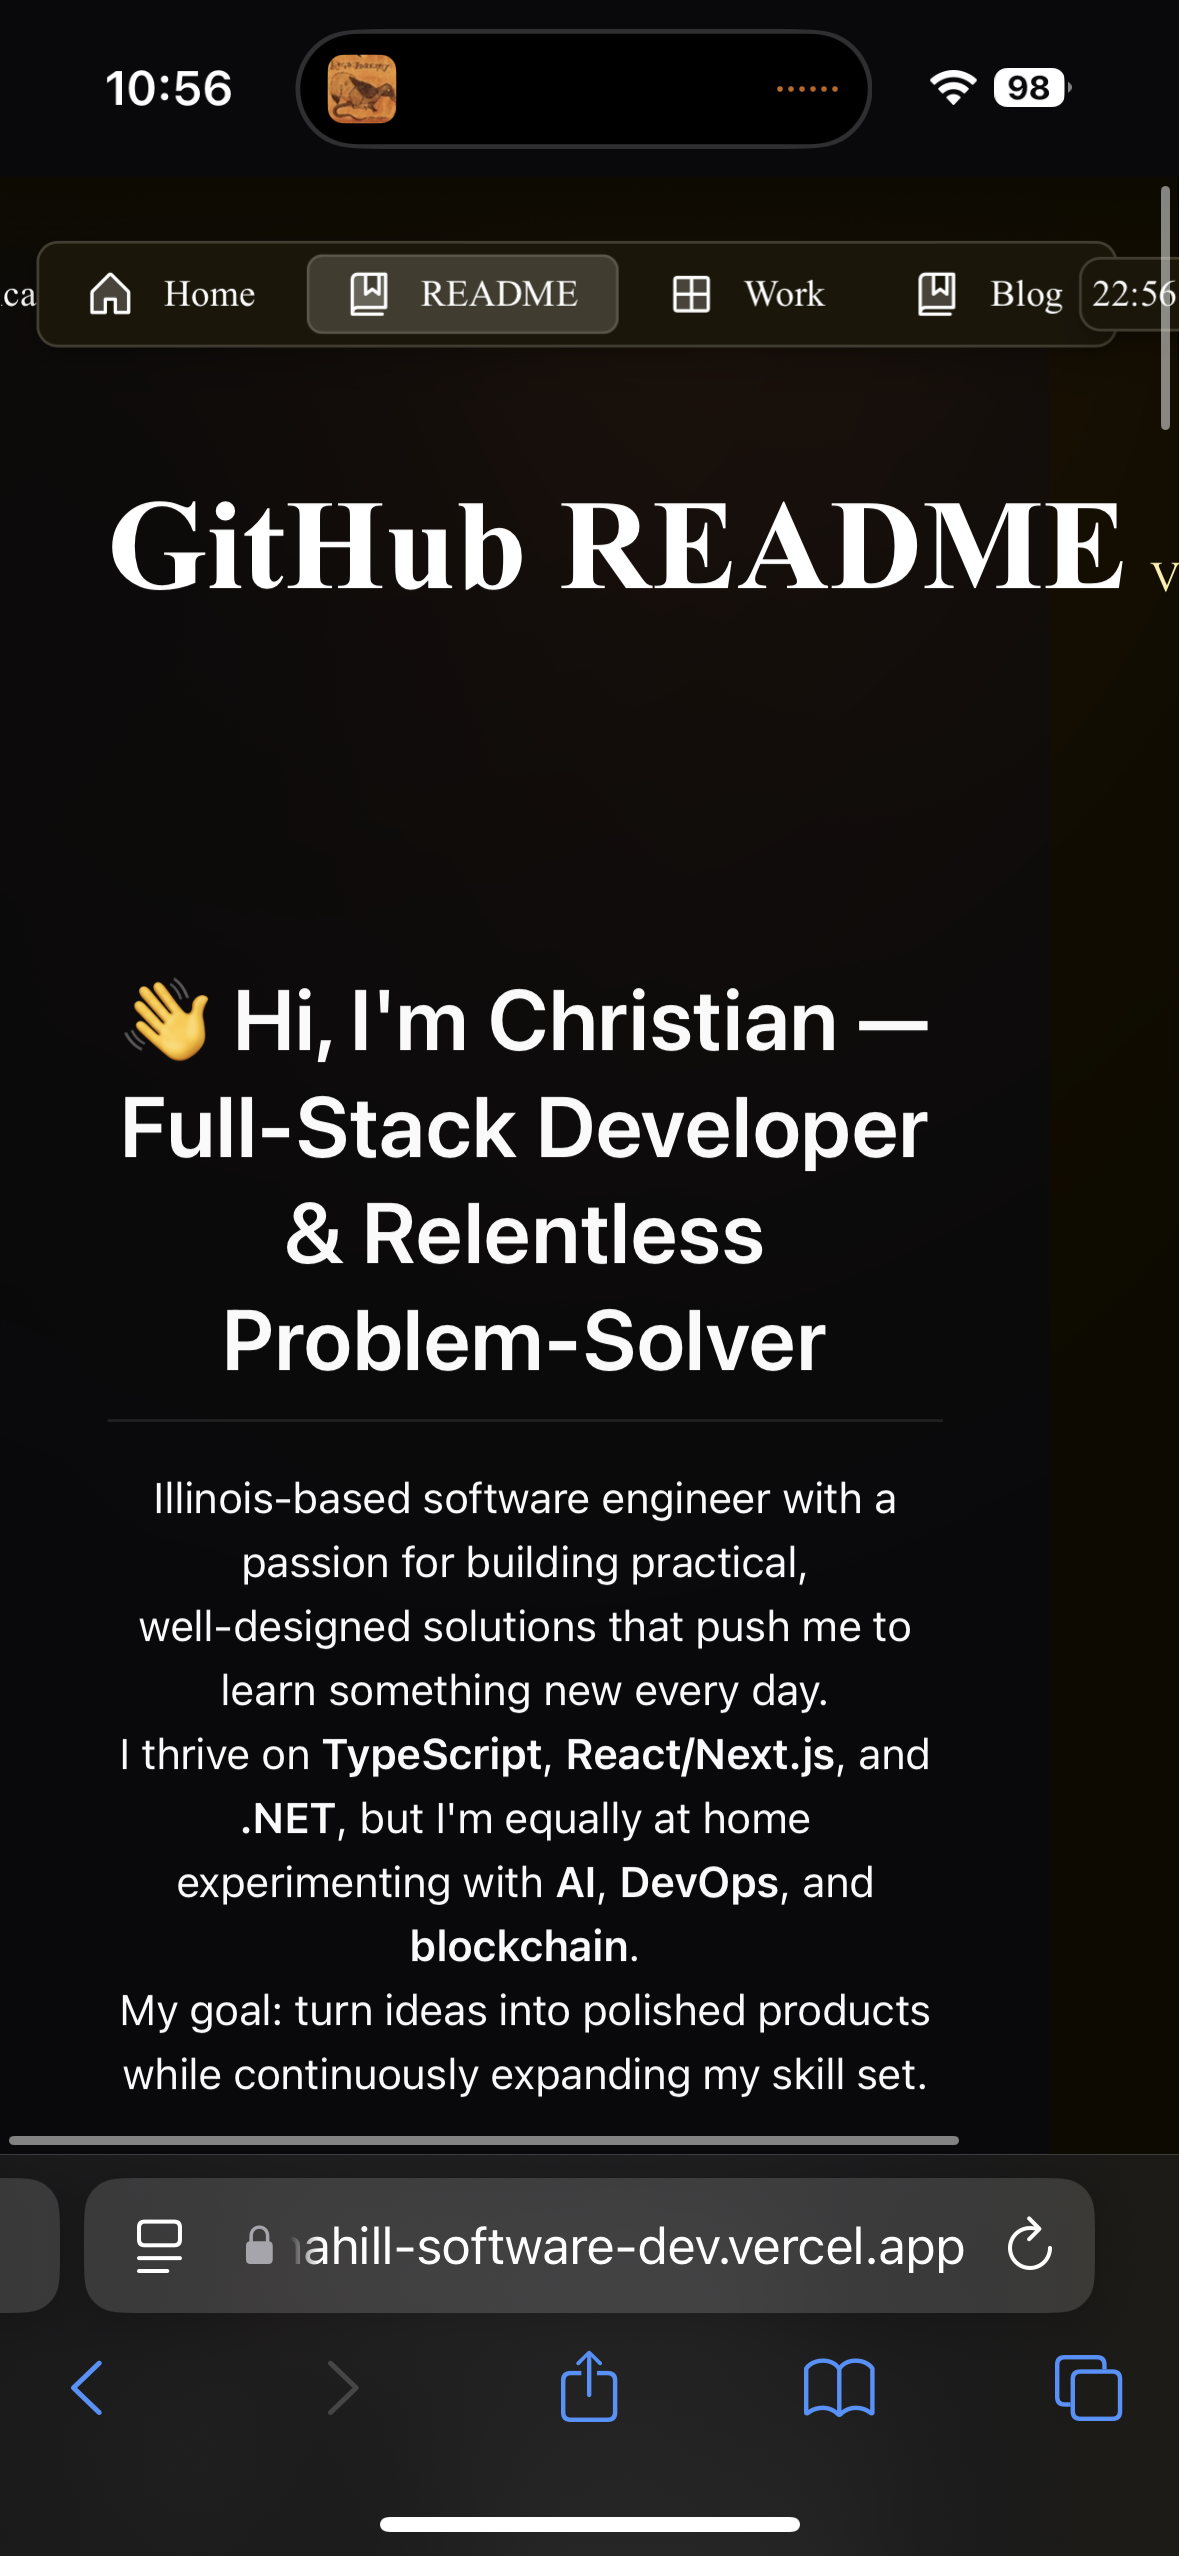 10:56
98
ca
Home
README
Work
Blog
22:56
GitHub README
V
👋 Hi, I'm Christian —
Full-Stack Developer
& Relentless
Problem-Solver
Illinois-based software engineer with a
passion for building practical,
well-designed solutions that push me to
learn something new every day.
I thrive on TypeScript, React/Next.js, and
.NET, but I'm equally at home
experimenting with AI, DevOps, and
blockchain.
My goal: turn ideas into polished products
while continuously expanding my skill set.
ahill-software-dev.vercel.app